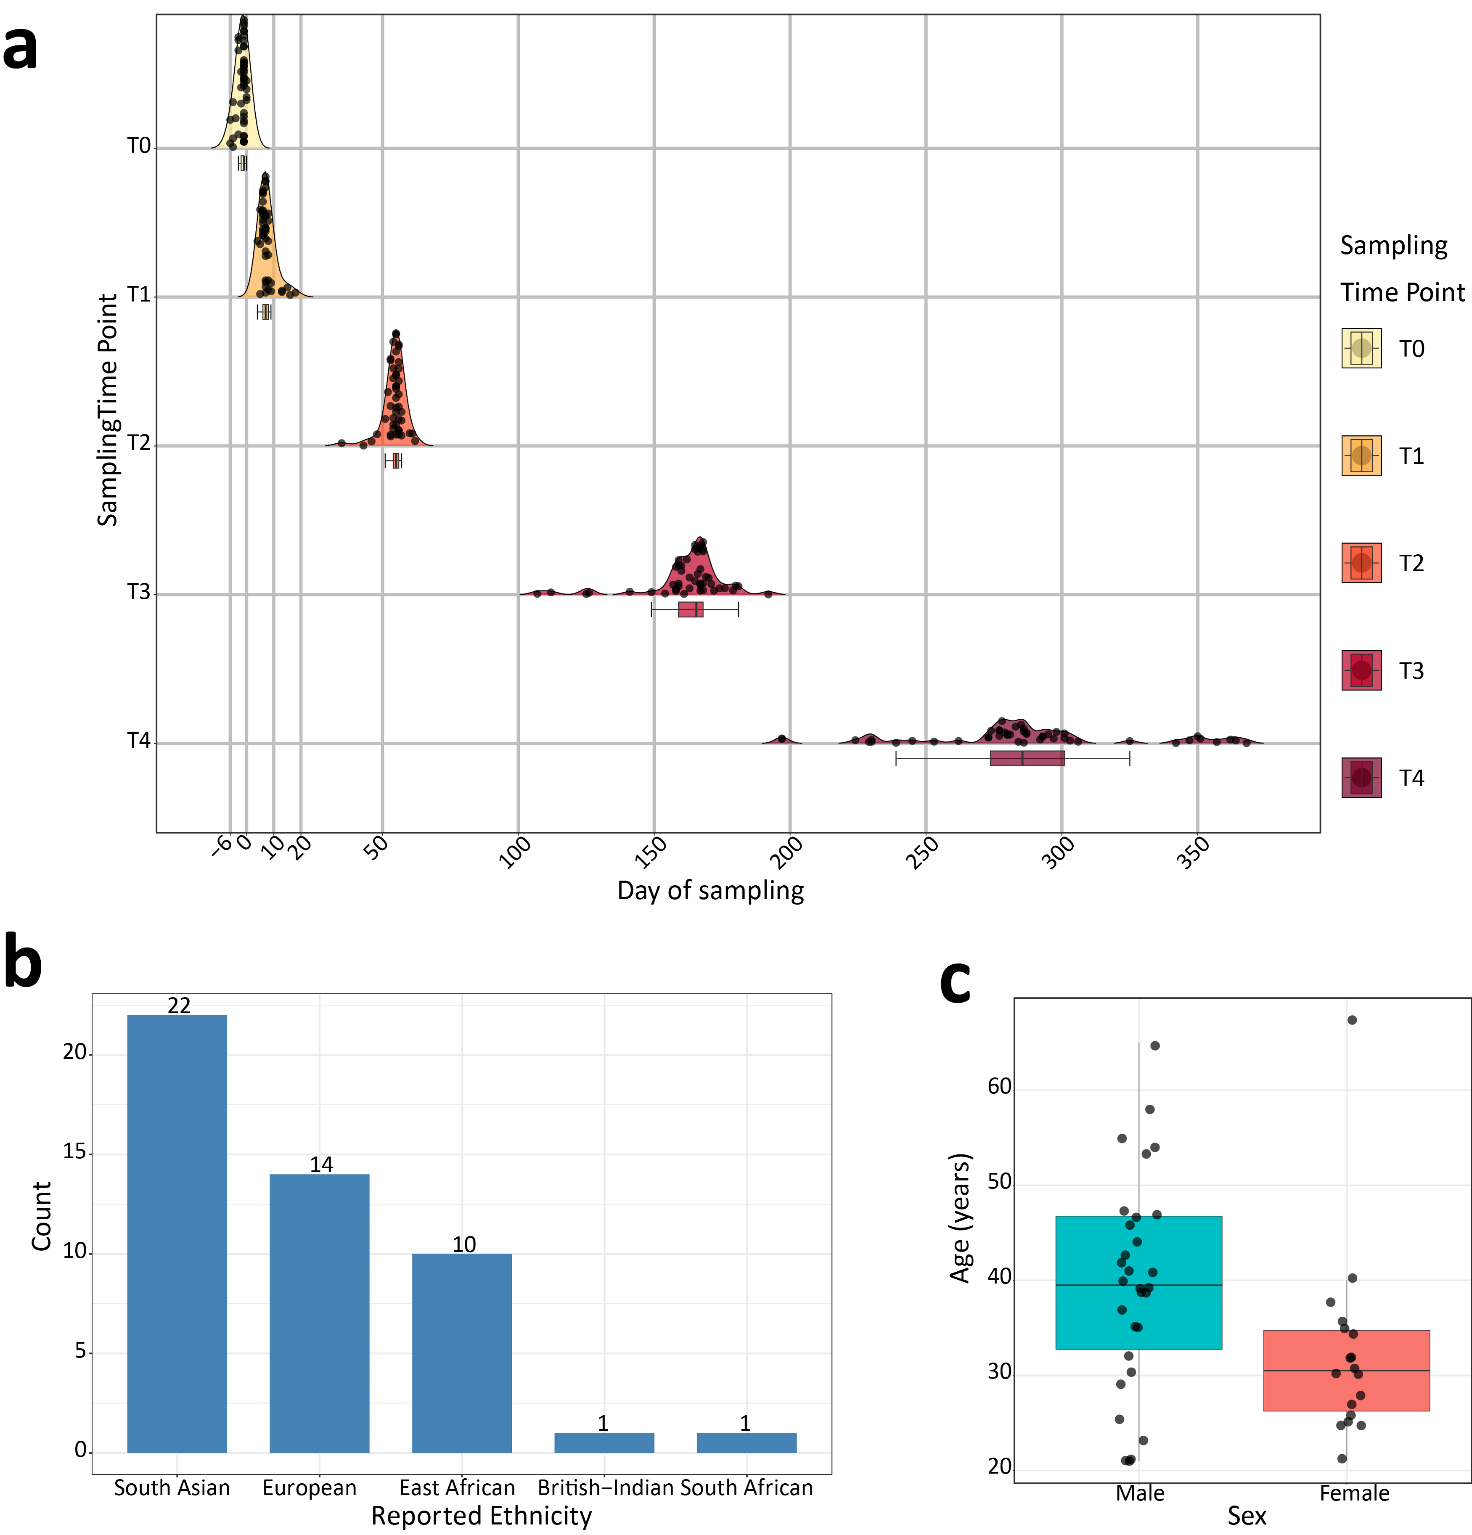 a
T0
T1
T2
T3
T4
SamplingTime Point
−6
0
10
20
50
100
150
200
250
300
350
Day of sampling
Sampling
Time Point
T0
T1
T2
T3
T4
b
22
14
10
1
1
20
15
10
5
0
Count
South Asian
European
East African
British−Indian
South African
Reported Ethnicity
c
60
50
40
30
20
Age (years)
Male
Female
Sex